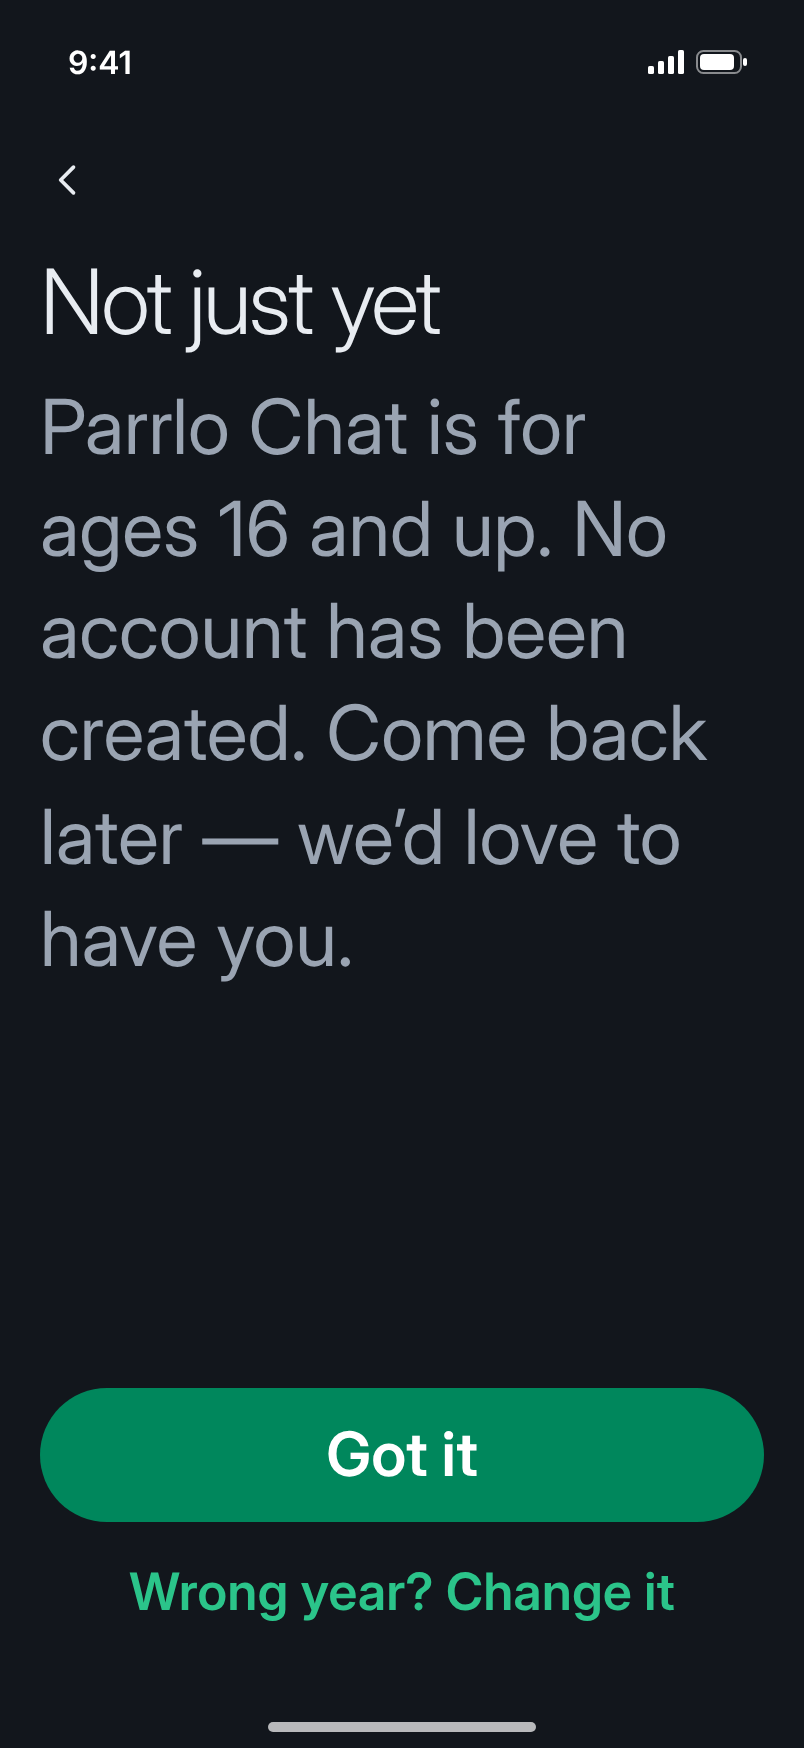 9:41
Not just yet
Parrlo Chat is for
ages 16 and up. No
account has been
created. Come back
later — we’d love to
have you.
Got it
Wrong year? Change it